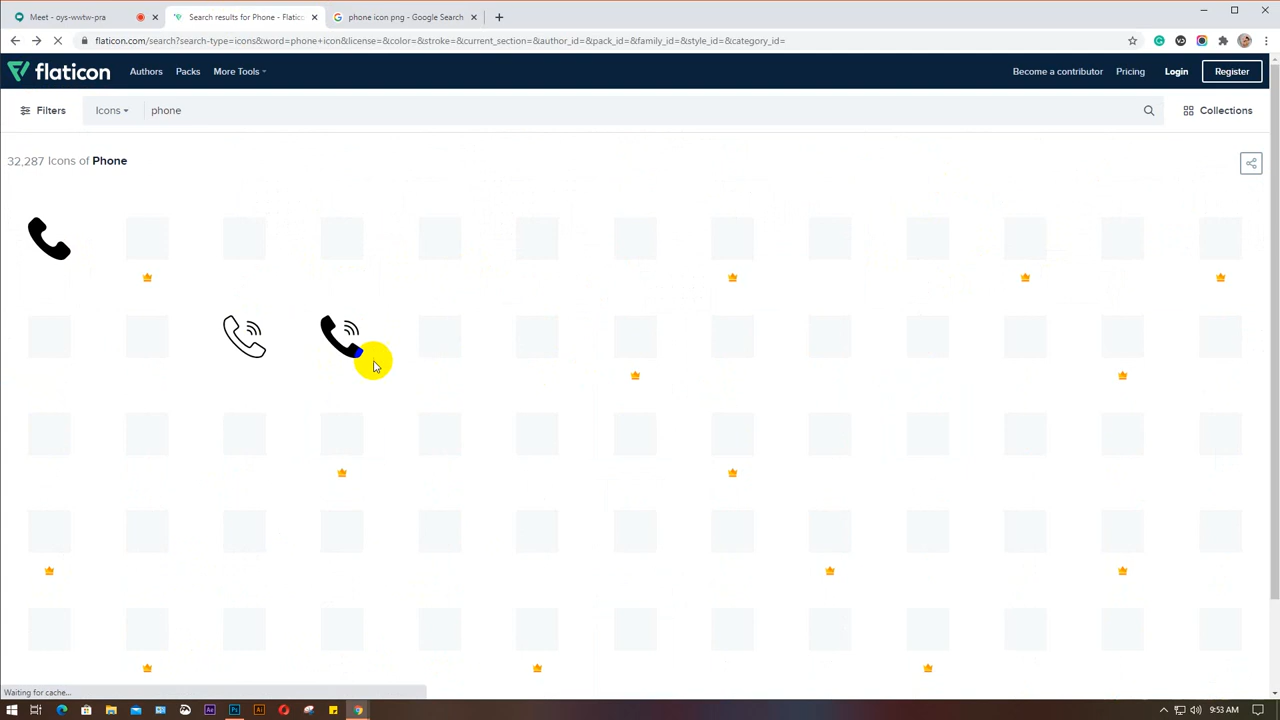 Meet - oys-wwtw-pra
Search results for Phone - Flatico
phone icon png - Google Search
flaticon.com/search?search-type=icons&word=phone+icon&license=&color=&stroke=&current_section=&author_id=&pack_id=&family_id=&style_id=&category_id=
flaticon
Authors
Packs
More Tools
Become a contributor
Pricing
Login
Register
Filters
Icons
phone
Collections
32,287 Icons of Phone
Waiting for cache...
9:53 AM